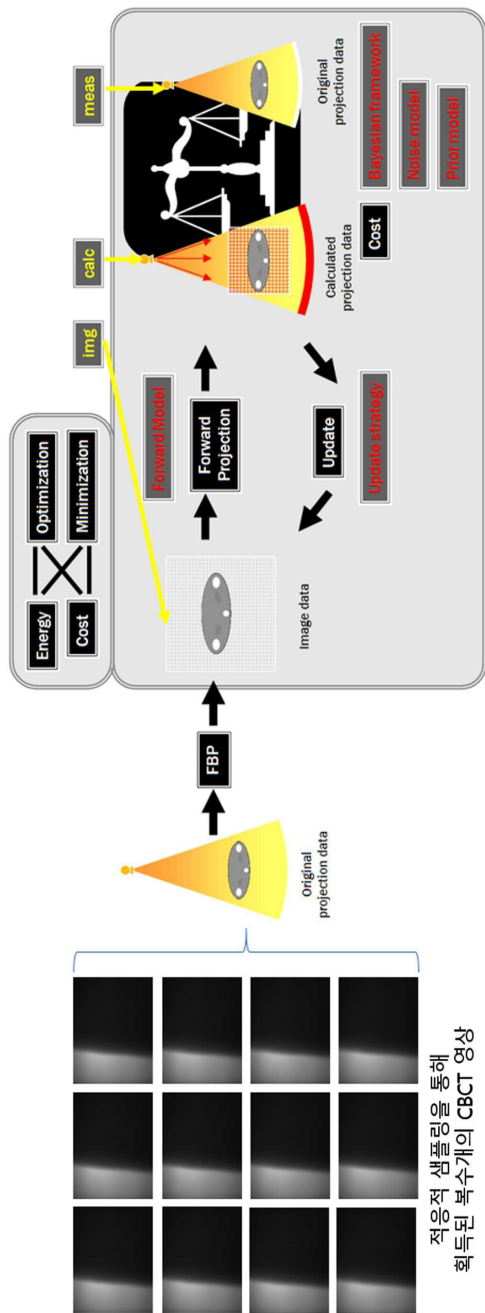 적응적 샘플링을 통해
획득된 복수개의 CBCT 영상
Original
projection data
FBP
Energy
Optimization
Cost
Minimization
img
calc
meas
Forward Model
Forward
Projection
Image data
Update
Update strategy
Calculated
projection data
Original
projection data
Cost
Bayesian framework
Noise model
Prior model